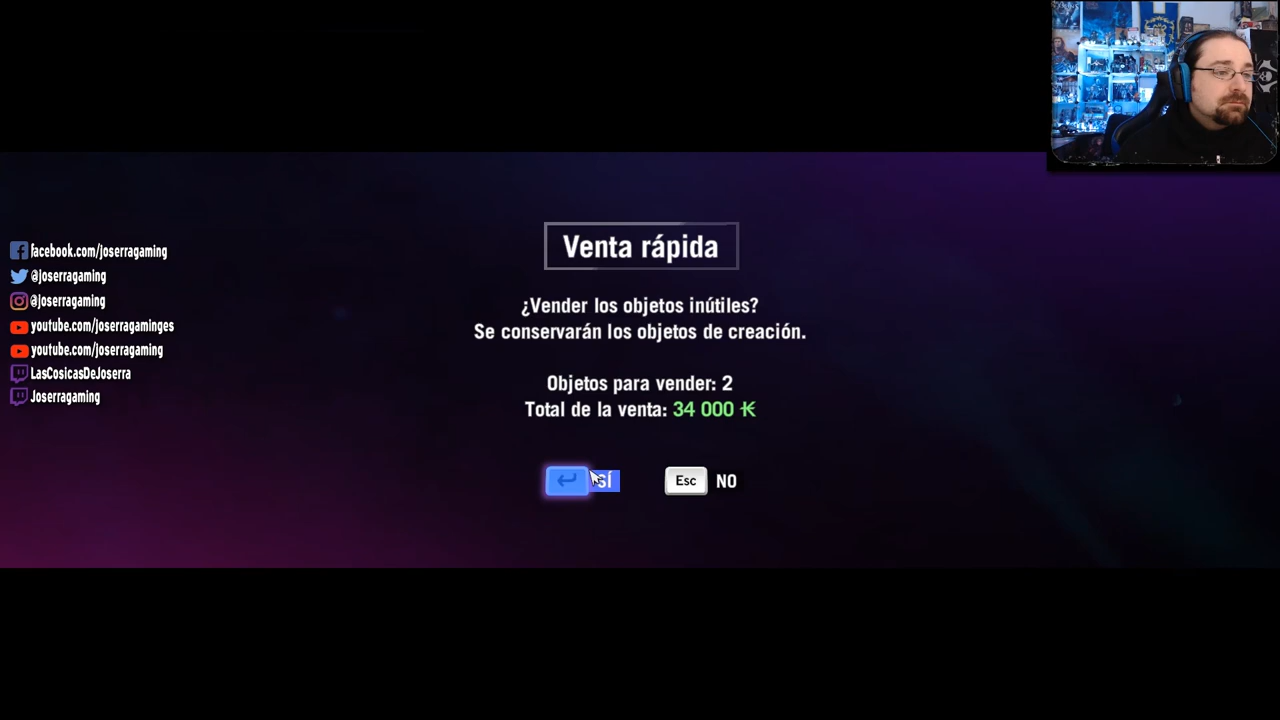 facebook.com/joserragaming
@joserragaming
@joserragaming
youtube.com/joserragaminges
youtube.com/joserragaming
LasCosicasDeJoserra
Joserragaming
Venta rápida
¿Vender los objetos inútiles?
Se conservarán los objetos de creación.
Objetos para vender: 2
Total de la venta: 34 000 ₭
SÍ
Esc NO